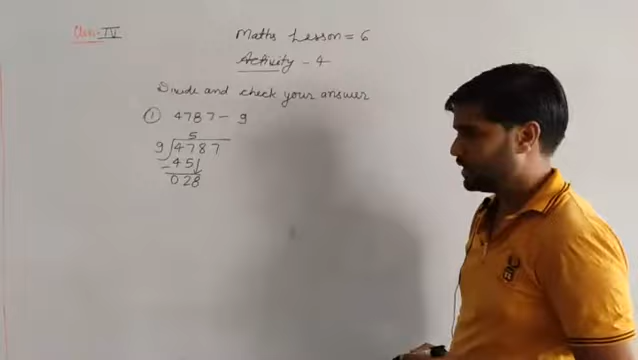 Class-IV
Maths Lesson = 6
Activity - 4
Divide and check your answer
① 4787 - 9
5
9)4787
-45↓
028